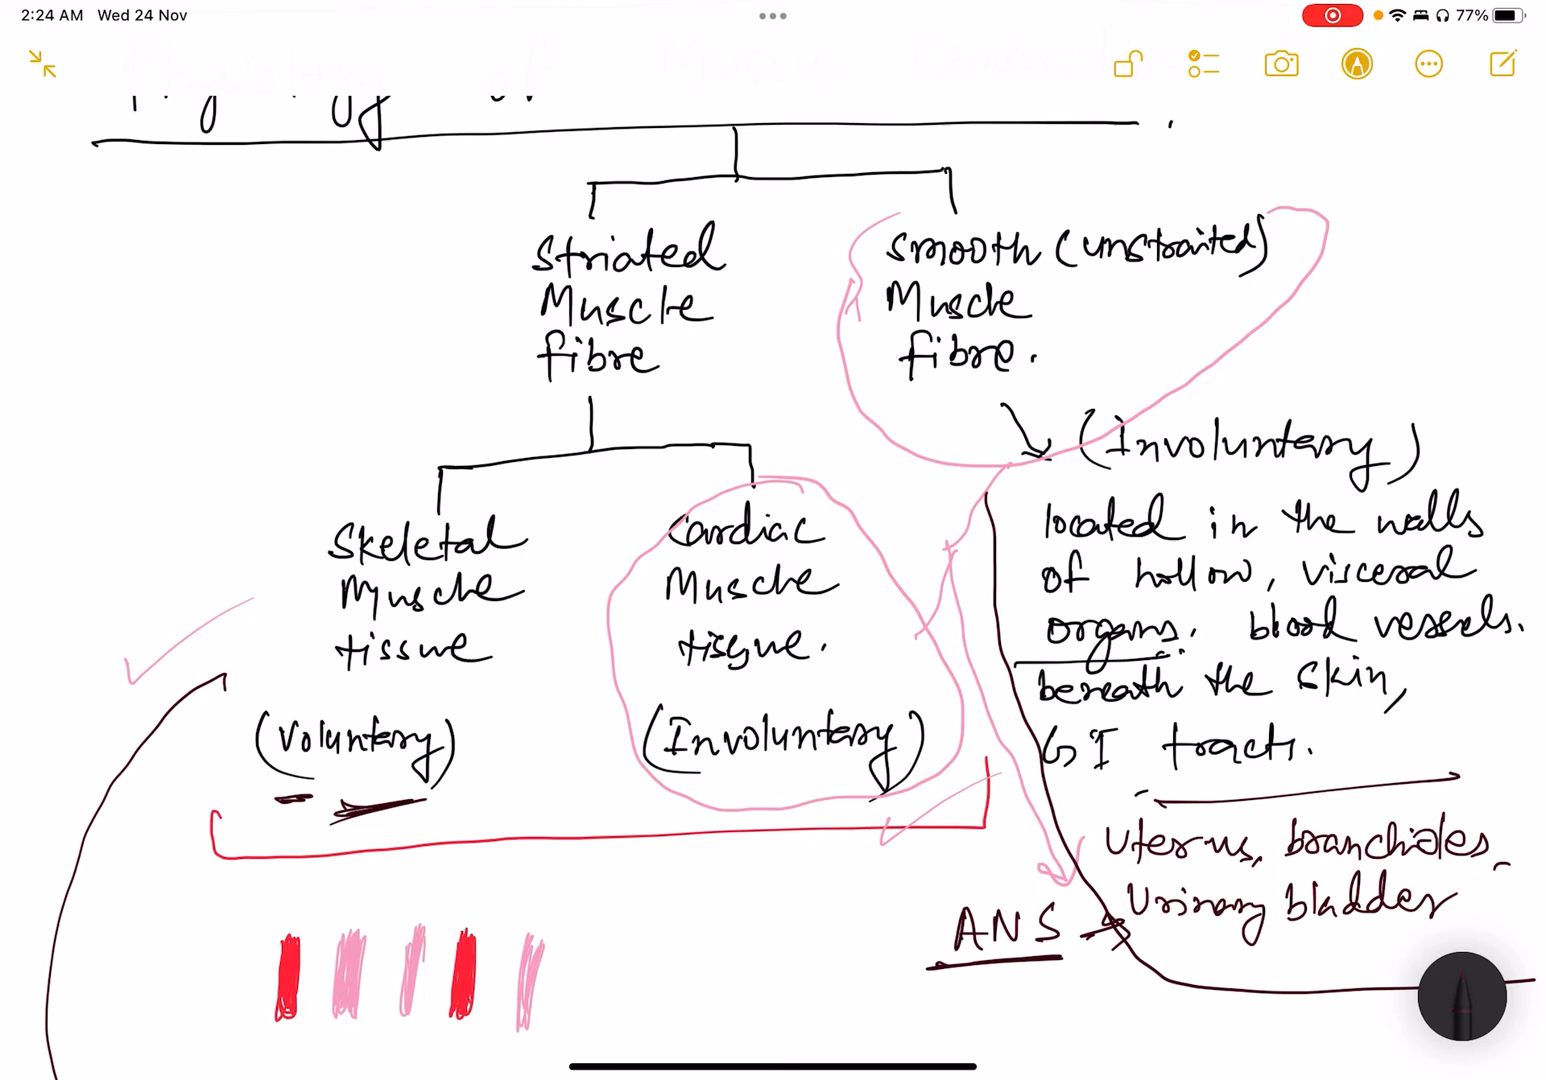 2:24 AM Wed 24 Nov
77%
Striated
Muscle
fibre
Smooth (unstraited)
Muscle
fibre.
(Involuntary)
located in the walls
of hollow, visceral
organs. blood vessels.
beneath the skin,
GI tracts.
Skeletal
Muscle
tissue
(Voluntary)
Cardiac
Muscle
tissue.
(Involuntary)
Uterus, branchioles,
Urinary bladder
ANS